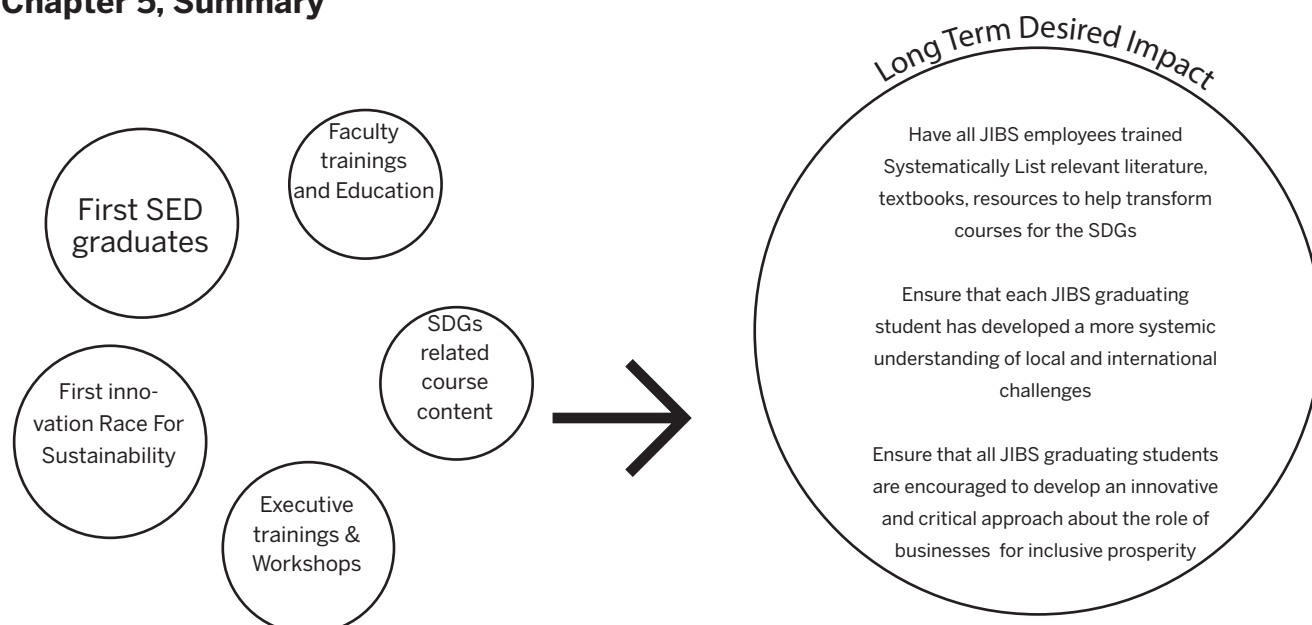 Chapter 5, Summary
First SED
graduates
Faculty
trainings
and Education
SDGs
related
course
content
First inno-
vation Race For
Sustainability
Executive
trainings &
Workshops
Long Term Desired Impact
Have all JIBS employees trained
Systematically List relevant literature,
textbooks, resources to help transform
courses for the SDGs
Ensure that each JIBS graduating
student has developed a more systemic
understanding of local and international
challenges
Ensure that all JIBS graduating students
are encouraged to develop an innovative
and critical approach about the role of
businesses for inclusive prosperity